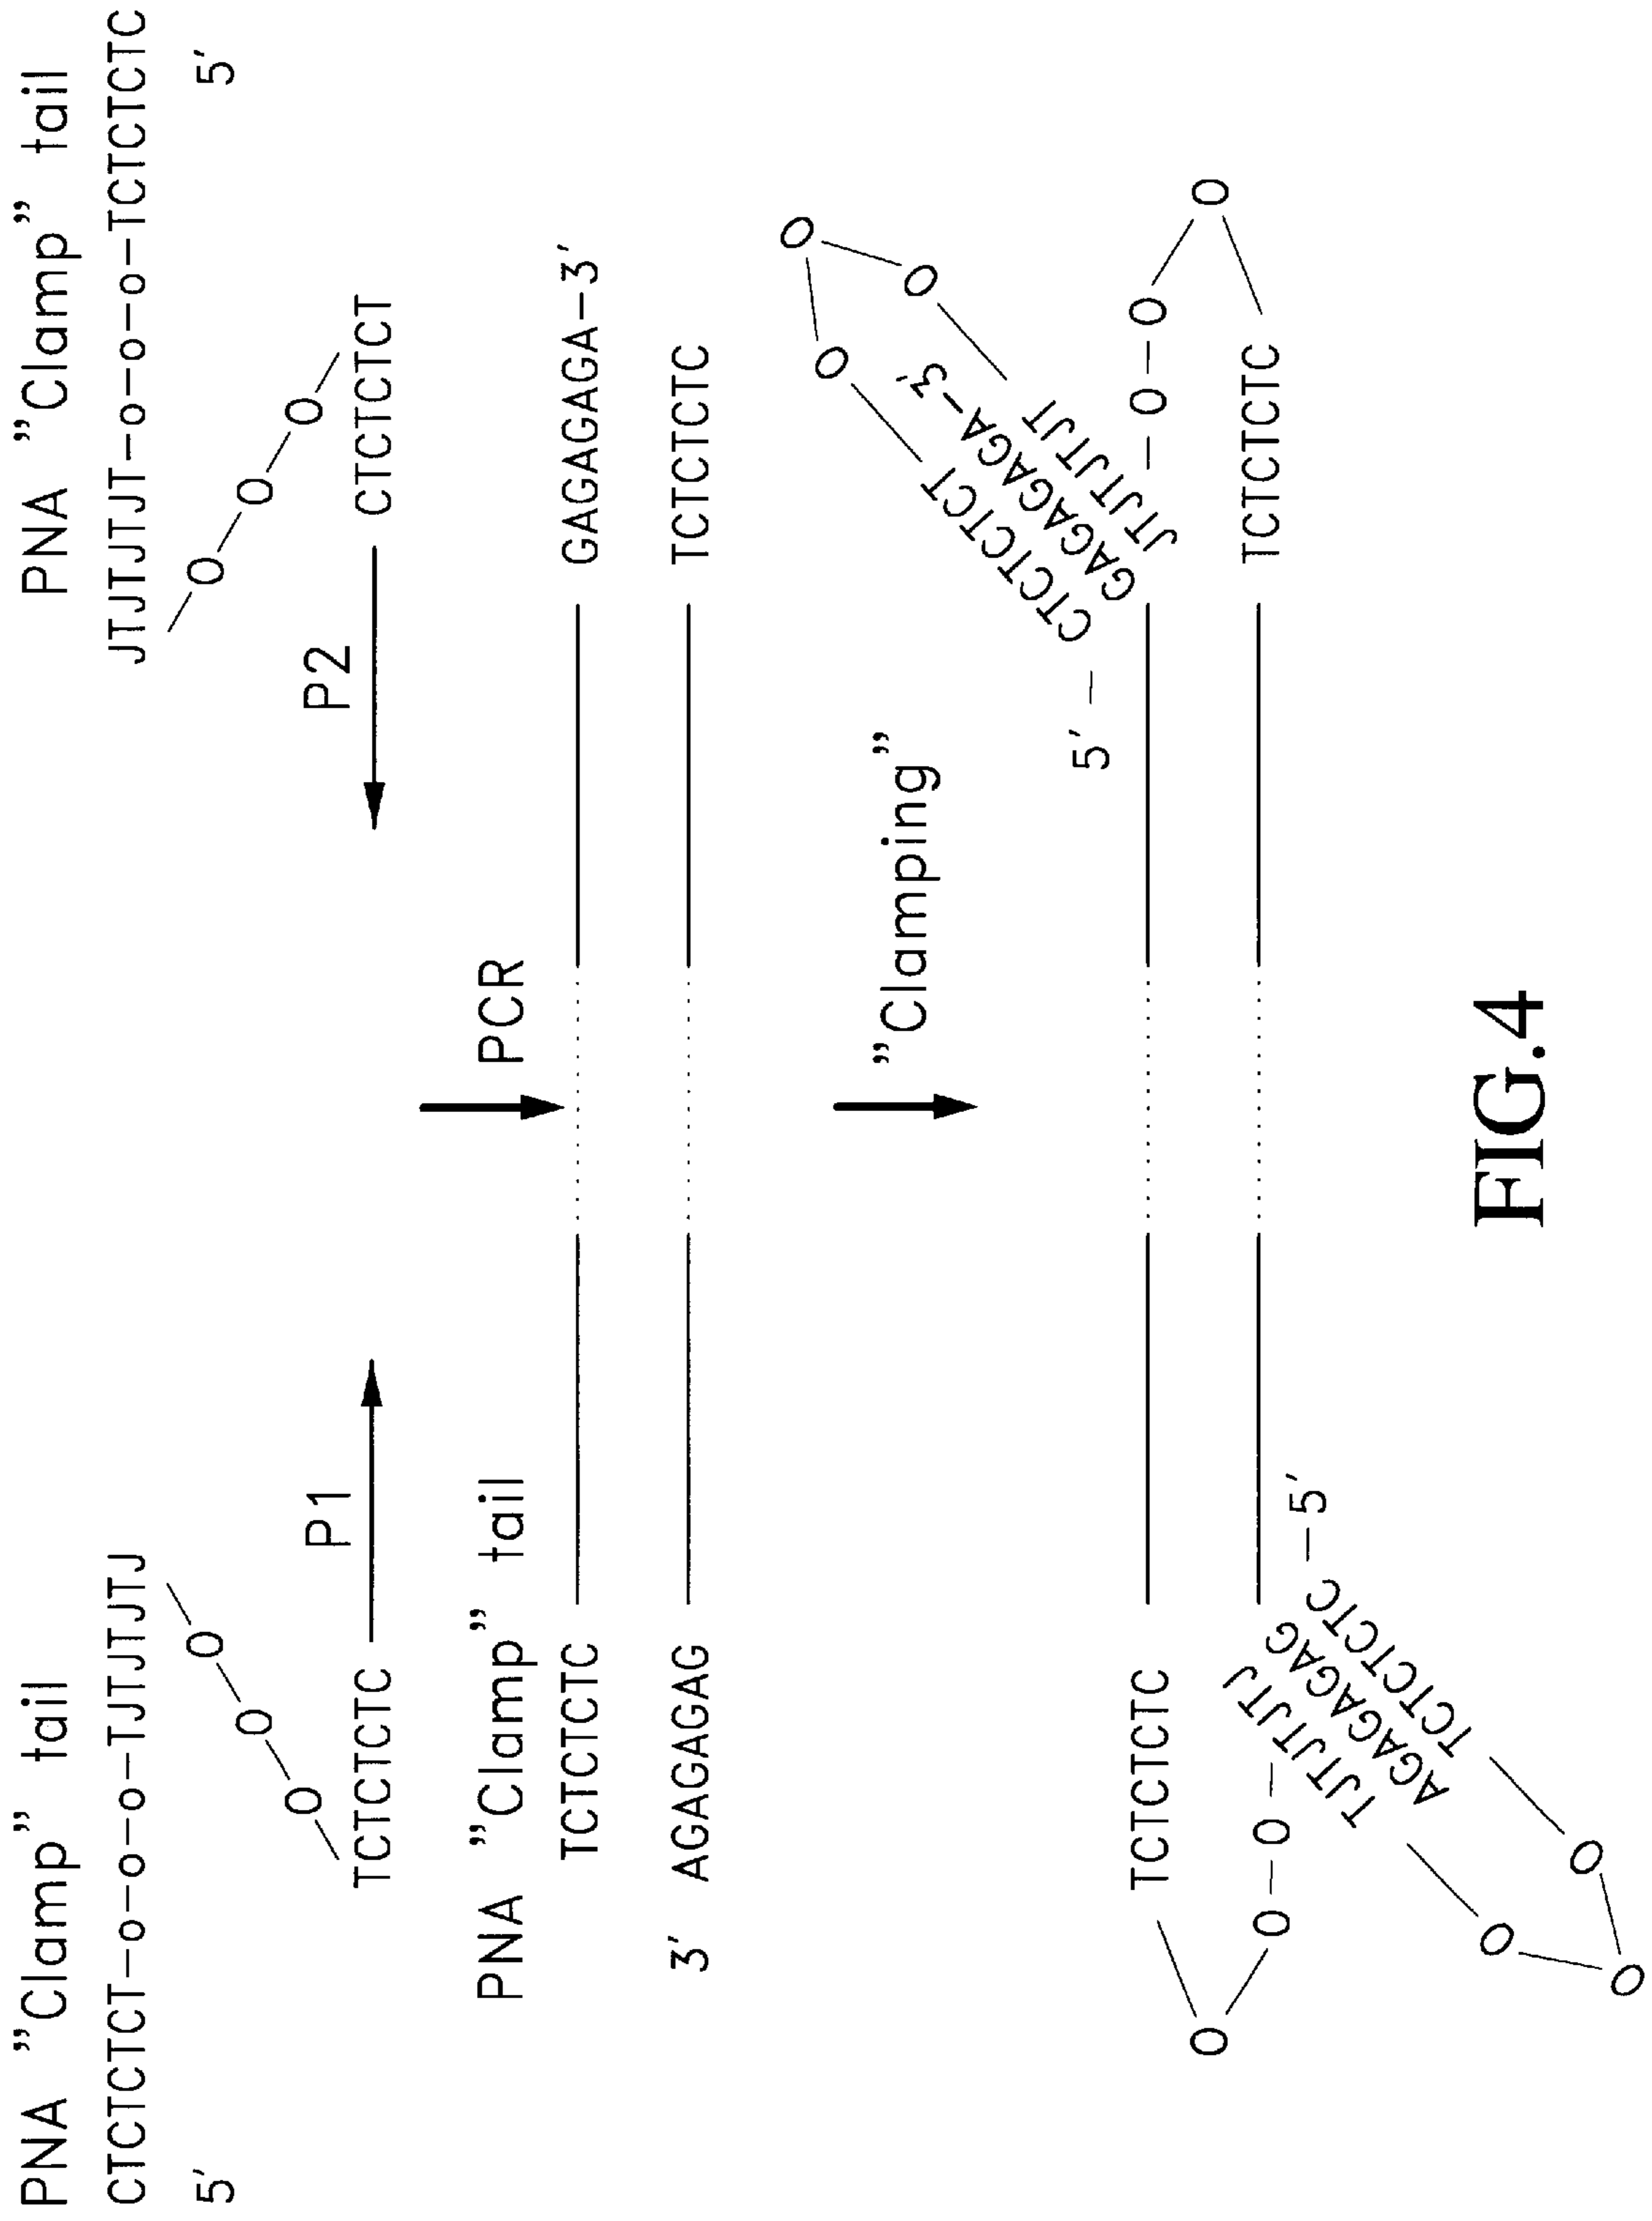 PNA "Clamp" tail
CTCTCTCT-o-o-o-TJTJTJTJ
5'
O
O
O
TCTCTCTC
P1
PNA "Clamp" tail
JTJTJTJT-o-o-o-TCTCTCTC
5'
O
O
O
P2
CTCTCTCT
PCR
PNA "Clamp" tail
TCTCTCTC
GAGAGAGA-3'
3' AGAGAGAG
TCTCTCTC
"Clamping"
O
O
O
5' - CTCTCTCT
GAGAGAGA-3'
JTJTJTJT
TCTCTCTC
-O-O
O
TCTCTCTC
O
O-O-
TJTJTJTJ
AGAGAGAG
TCTCTCTC-5'
O
O
O
FIG.4